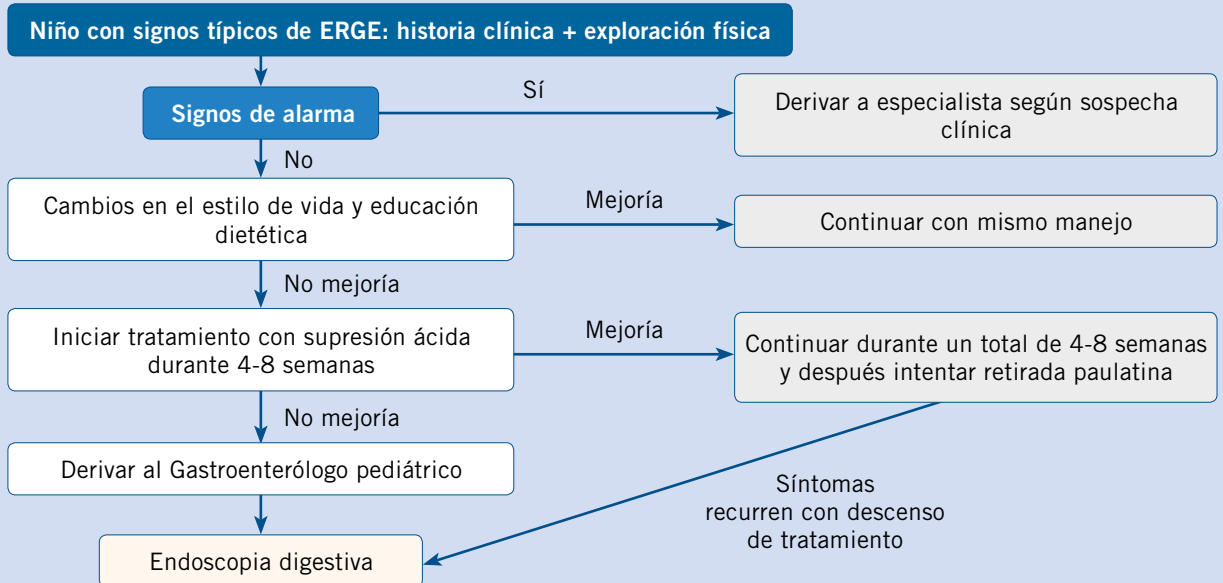 Niño con signos típicos de ERGE: historia clínica + exploración física
Signos de alarma
Sí
Derivar a especialista según sospecha
clínica
No
Cambios en el estilo de vida y educación
dietética
Mejoría
Continuar con mismo manejo
No mejoría
Iniciar tratamiento con supresión ácida
durante 4-8 semanas
Mejoría
Continuar durante un total de 4-8 semanas
y después intentar retirada paulatina
No mejoría
Derivar al Gastroenterólogo pediátrico
Síntomas
recurren con descenso
de tratamiento
Endoscopia digestiva